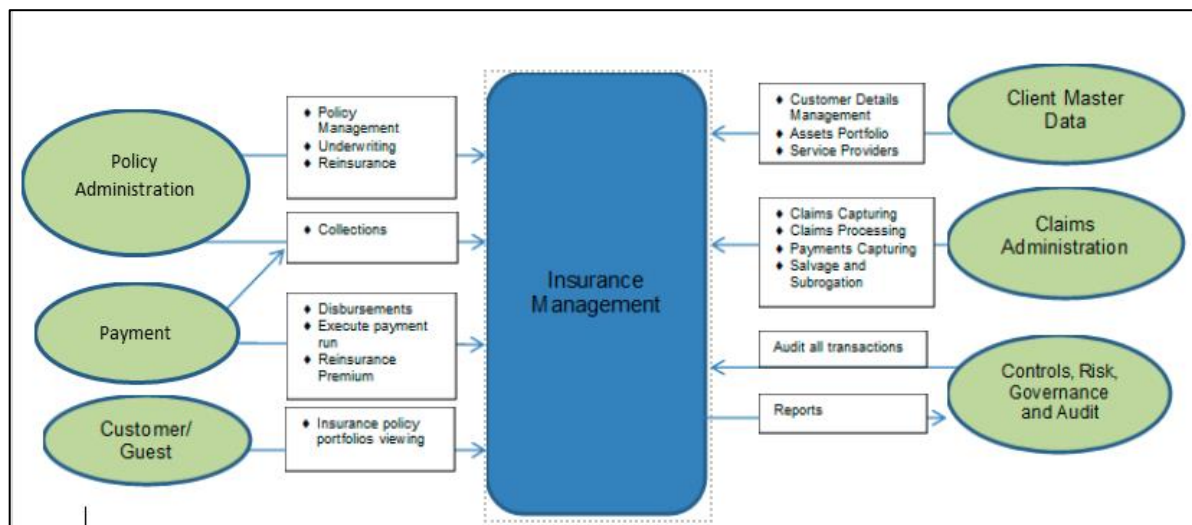 Policy
Administration
♦ Policy
Management
♦ Underwriting
♦ Reinsurance
♦ Collections
Payment
♦ Disbursements
♦ Execute payment
run
♦ Reinsurance
Premium
Customer/
Guest
♦ Insurance policy
portfolios viewing
Insurance
Management
♦ Customer Details
Management
♦ Assets Portfolio
♦ Service Providers
Client Master
Data
♦ Claims Capturing
♦ Claims Processing
♦ Payments Capturing
♦ Salvage and
Subrogation
Claims
Administration
Audit all transactions
Reports
Controls, Risk,
Governance
and Audit